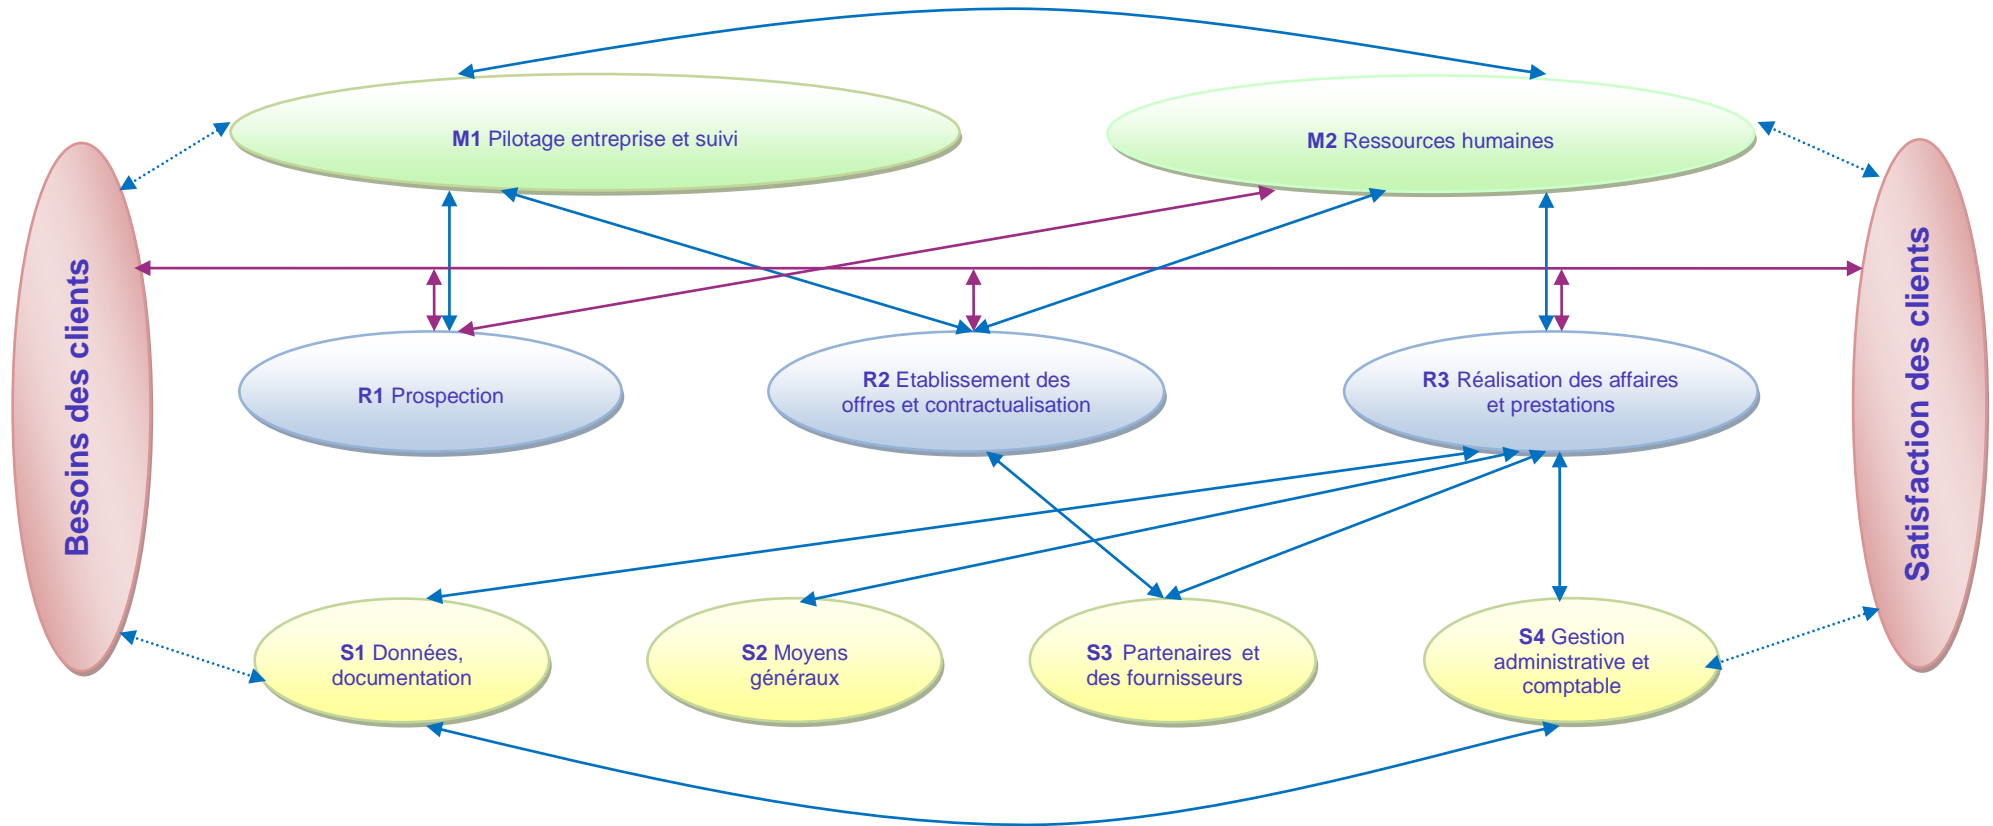 M1 Pilotage entreprise et suivi
M2 Ressources humaines
Besoins des clients
Satisfaction des clients
R1 Prospection
R2 Etablissement des
offres et contractualisation
R3 Réalisation des affaires
et prestations
S1 Données,
documentation
S2 Moyens
généraux
S3 Partenaires et
des fournisseurs
S4 Gestion
administrative et
comptable